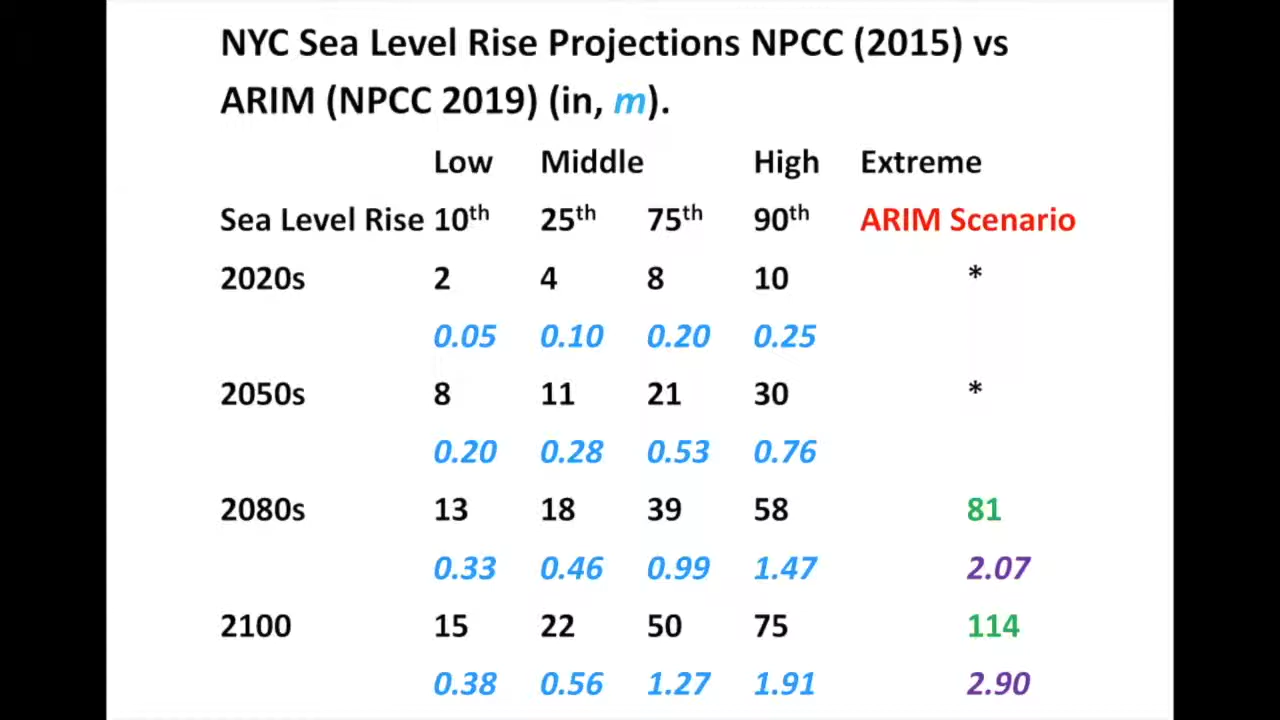 NYC Sea Level Rise Projections NPCC (2015) vs
ARIM (NPCC 2019) (in, m).
Low Middle High Extreme
Sea Level Rise 10th 25th 75th 90th ARIM Scenario
2020s 2 4 8 10 *
0.05 0.10 0.20 0.25
2050s 8 11 21 30 *
0.20 0.28 0.53 0.76
2080s 13 18 39 58 81
0.33 0.46 0.99 1.47 2.07
2100 15 22 50 75 114
0.38 0.56 1.27 1.91 2.90